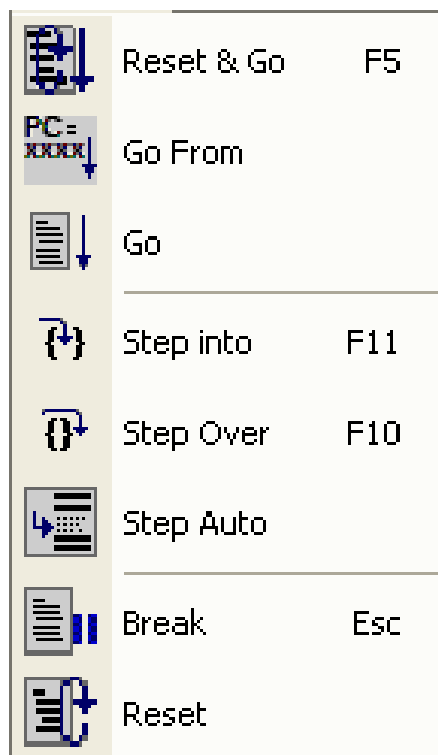 Reset & Go F5
PC=
xxxx
Go From
Go
Step into F11
Step Over F10
Step Auto
Break Esc
Reset